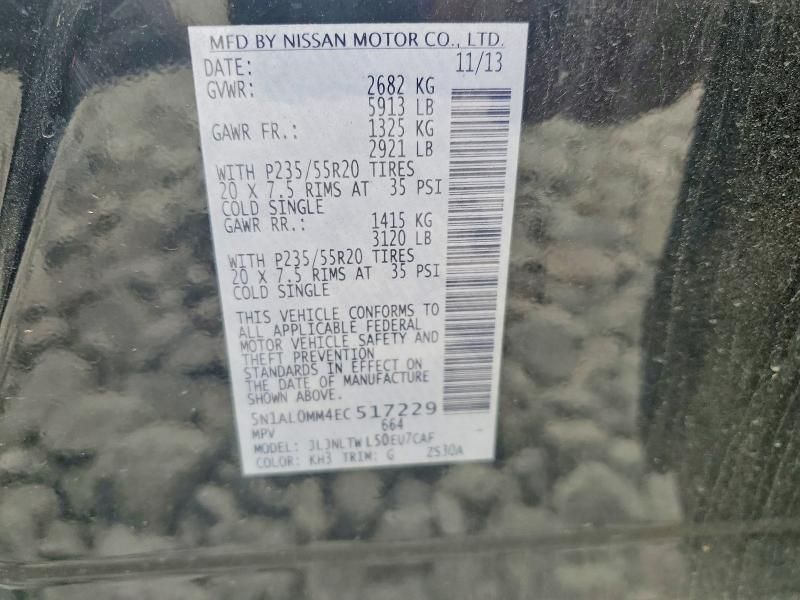 MFD BY NISSAN MOTOR CO., LTD.
DATE: 11/13
GVWR: 2682 KG
5913 LB
GAWR FR.: 1325 KG
2921 LB
WITH P235/55R20 TIRES
20 X 7.5 RIMS AT 35 PSI
COLD SINGLE
GAWR RR.: 1415 KG
3120 LB
WITH P235/55R20 TIRES
20 X 7.5 RIMS AT 35 PSI
COLD SINGLE
THIS VEHICLE CONFORMS TO
ALL APPLICABLE FEDERAL
MOTOR VEHICLE SAFETY AND
THEFT PREVENTION
STANDARDS IN EFFECT ON
THE DATE OF MANUFACTURE
SHOWN ABOVE.
5N1AL0MM4EC 517229
MPV 664
MODEL: JLJNLTWL50EU7CAF
COLOR: KH3 TRIM: G 2530A